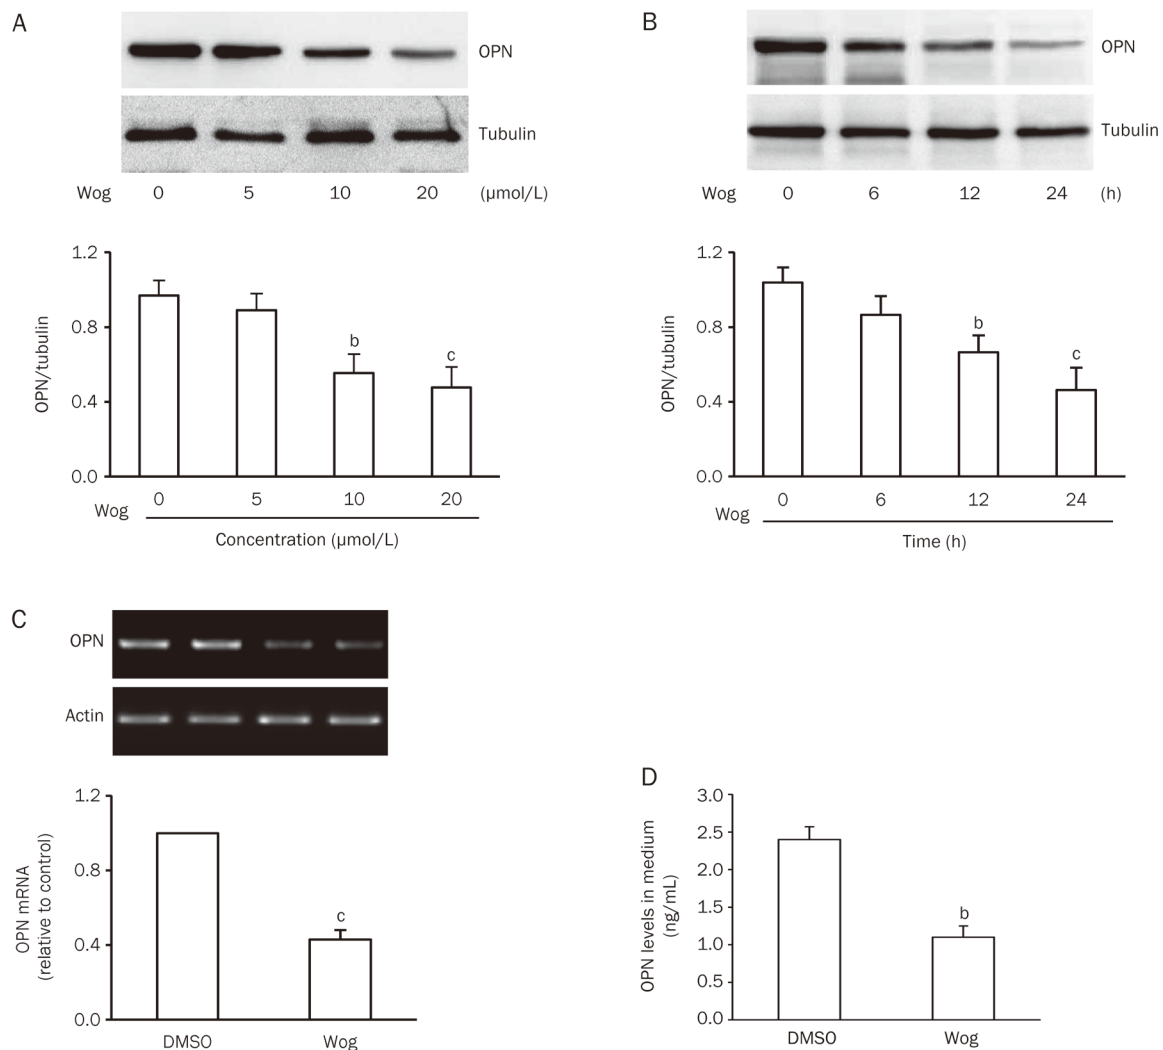 A
OPN
Tubulin
Wog 0 5 10 20 (μmol/L)
1.2
0.8
0.4
0.0
OPN/tubulin
b
c
0 5 10 20
Wog
Concentration (μmol/L)
B
OPN
Tubulin
Wog 0 6 12 24 (h)
1.2
0.8
0.4
0.0
OPN/tubulin
b
c
0 6 12 24
Wog
Time (h)
C
OPN
Actin
1.2
0.8
0.4
0.0
OPN mRNA
(relative to control)
c
DMSO Wog
D
3.0
2.5
2.0
1.5
1.0
0.5
0.0
OPN levels in medium
(ng/mL)
b
DMSO Wog